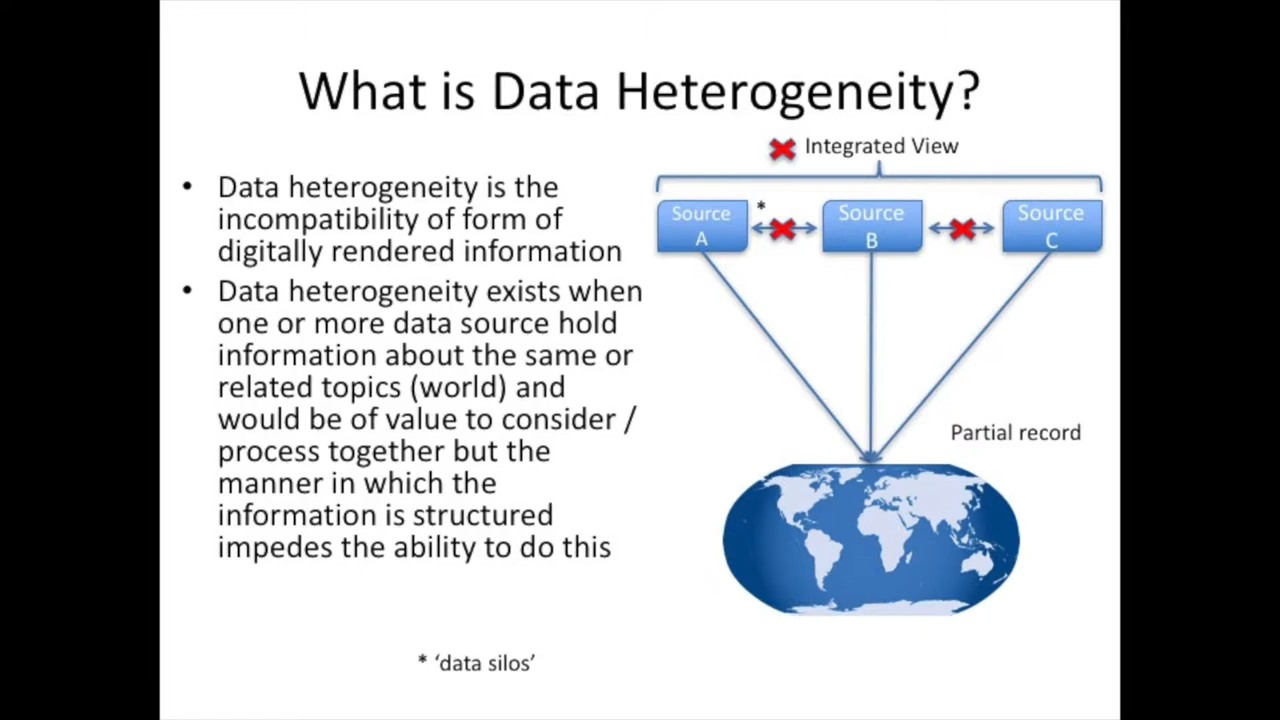 What is Data Heterogeneity?
• Data heterogeneity is the
incompatibility of form of
digitally rendered information
• Data heterogeneity exists when
one or more data source hold
information about the same or
related topics (world) and
would be of value to consider /
process together but the
manner in which the
information is structured
impedes the ability to do this
Integrated View
Source
A
*
Source
B
Source
C
Partial record
* ‘data silos’